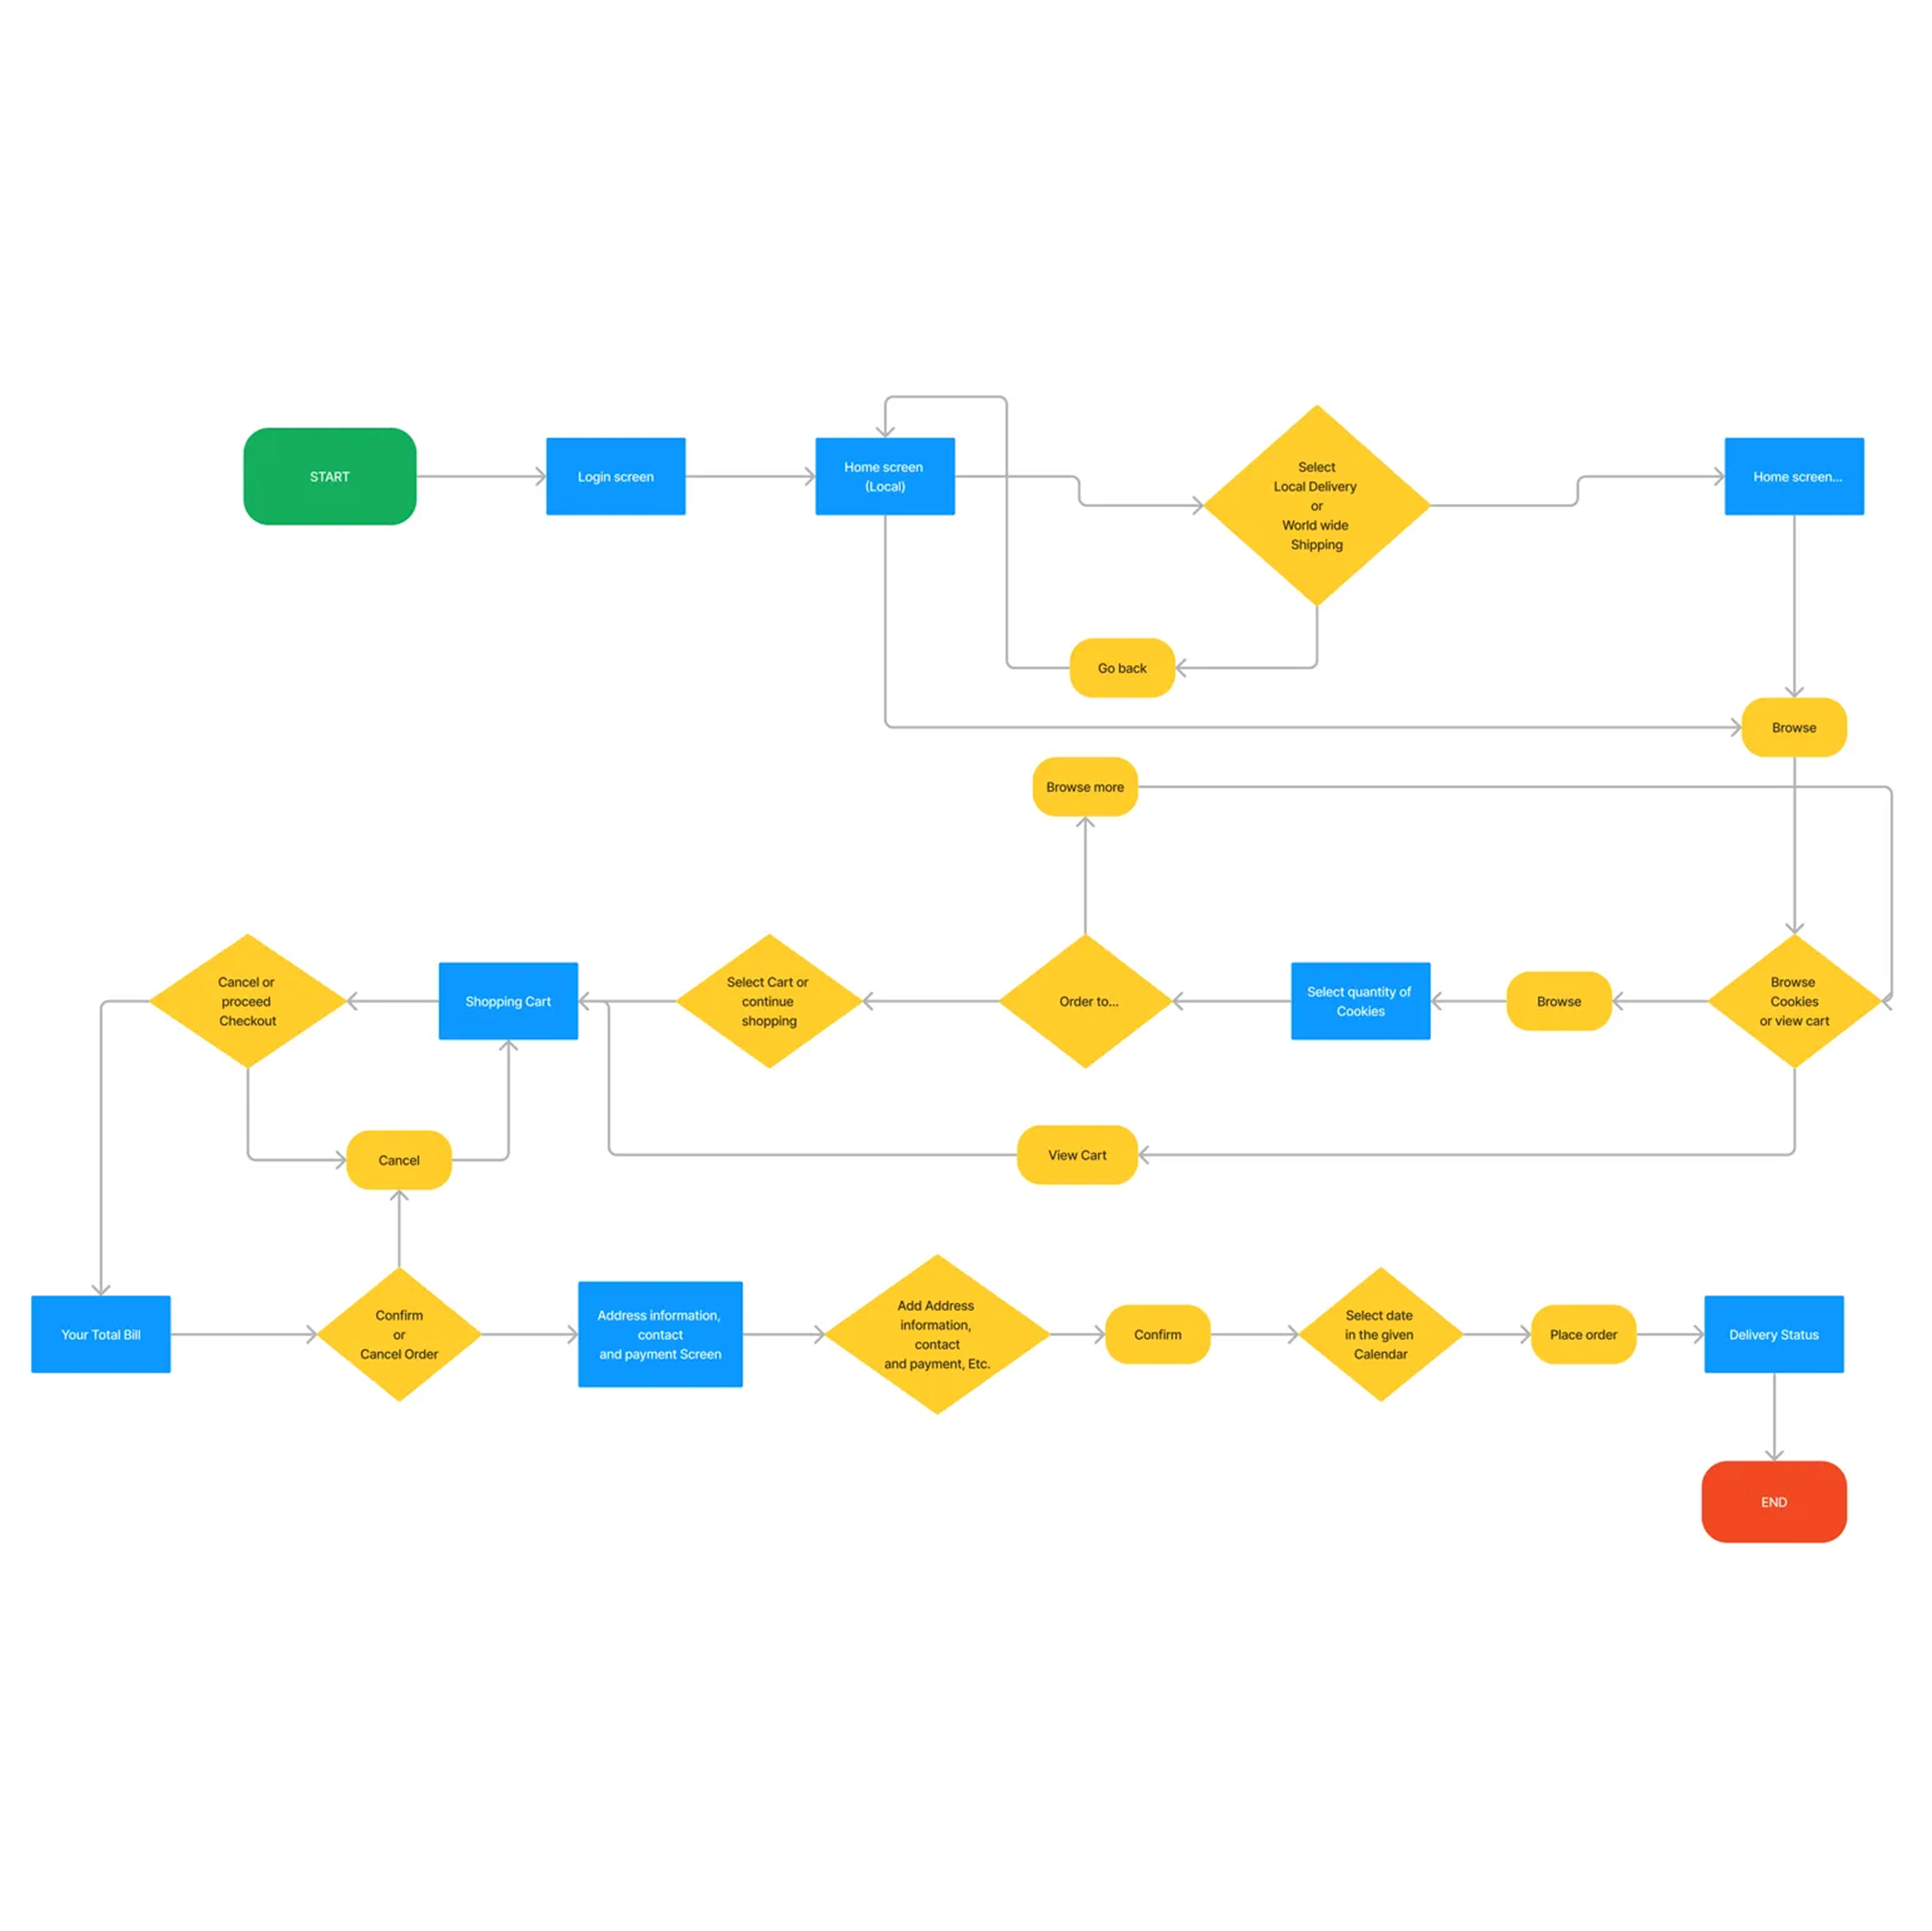 START
Login screen
Home screen
(Local)
Select
Local Delivery
or
World wide
Shipping
Home screen...
Go back
Browse
Browse more
Cancel or
proceed
Checkout
Shopping Cart
Select Cart or
continue
shopping
Order to...
Select quantity of
Cookies
Browse
Browse
Cookies
or view cart
Cancel
View Cart
Your Total Bill
Confirm
or
Cancel Order
Address information,
contact
and payment Screen
Add Address
information,
contact
and payment, Etc.
Confirm
Select date
in the given
Calendar
Place order
Delivery Status
END